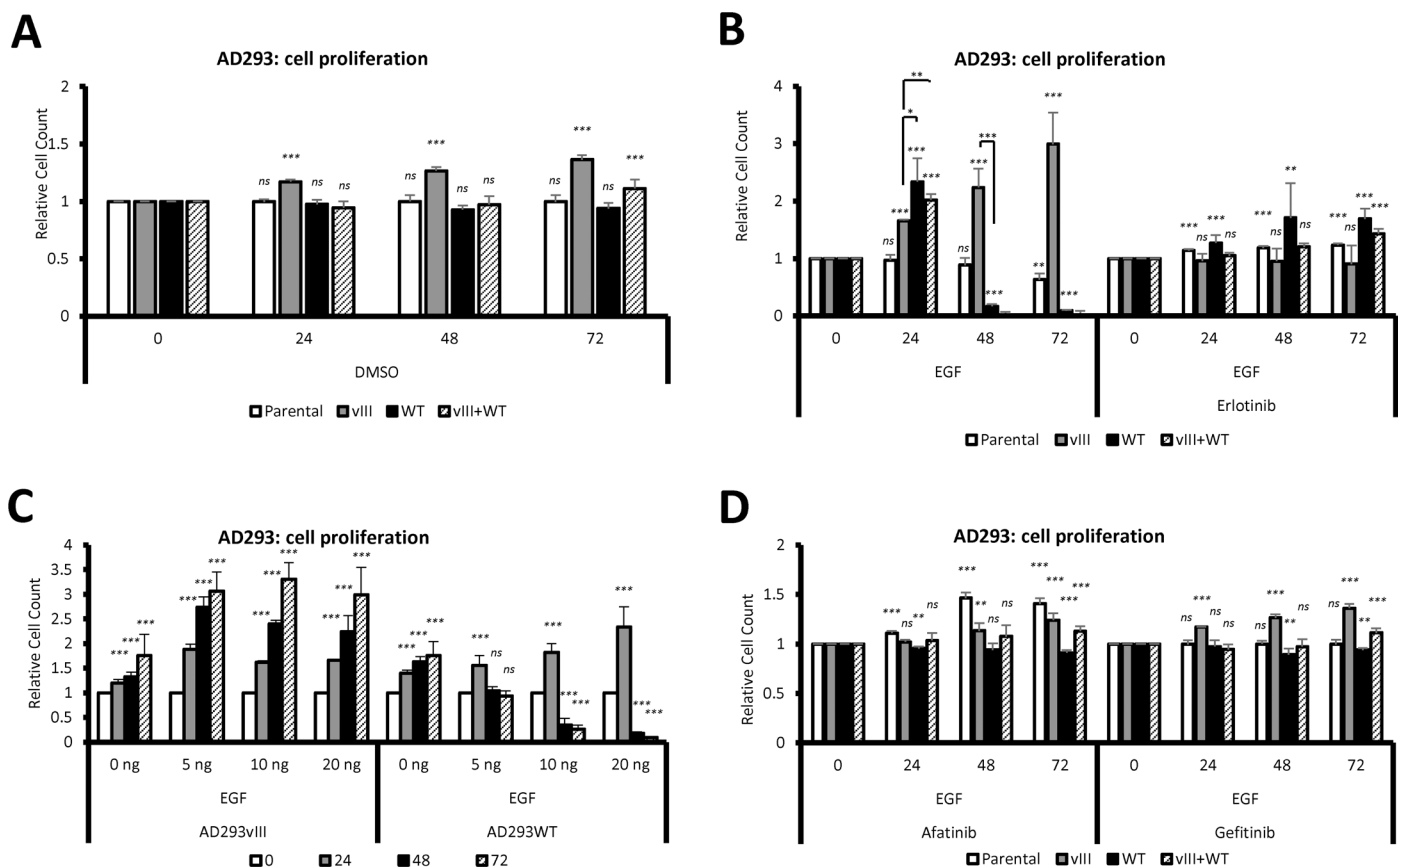 A
AD293: cell proliferation
Relative Cell Count
2
1.5
1
0.5
0
ns *** ns ns
ns *** ns ns
ns *** ns ***
0 24 48 72
DMSO
Parental vIII WT vIII+WT
B
AD293: cell proliferation
Relative Cell Count
4
3
2
1
0
**
*
ns *** *** ***
***
ns *** ***
** *** ***
*** ns *** ns
*** ns ** ns
*** ns *** ***
0 24 48 72 0 24 48 72
EGF EGF
Erlotinib
Parental vIII WT vIII+WT
C
AD293: cell proliferation
Relative Cell Count
4
3.5
3
2.5
2
1.5
1
0.5
0
*** *** ***
*** *** ***
*** *** ***
*** *** ***
*** *** ***
*** ns ns
*** *** ***
*** *** ***
0 ng 5 ng 10 ng 20 ng 0 ng 5 ng 10 ng 20 ng
EGF EGF
AD293vIII AD293WT
0 24 48 72
D
AD293: cell proliferation
Relative Cell Count
2
1.5
1
0.5
0
*** ns ** ns
*** ** ns ns
*** *** *** ***
ns *** ns ns
ns *** ** ns
ns *** ** ***
0 24 48 72 0 24 48 72
EGF EGF
Afatinib Gefitinib
Parental vIII WT vIII+WT